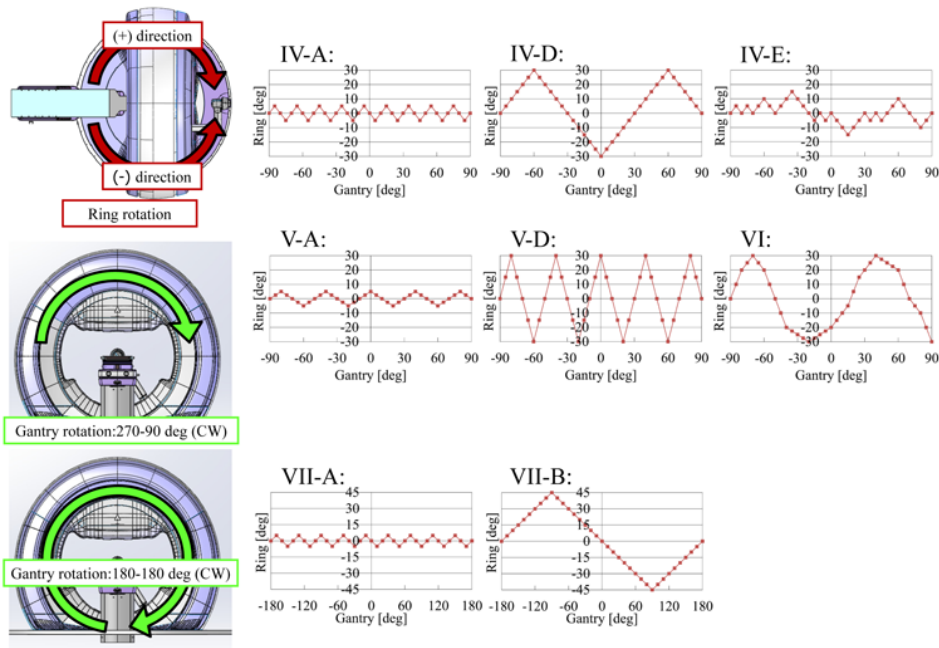 (+) direction
(-) direction
Ring rotation
Gantry rotation:270-90 deg (CW)
Gantry rotation:180-180 deg (CW)
IV-A:
Ring [deg]
30
20
10
0
-10
-20
-30
-90 -60 -30 0 30 60 90
Gantry [deg]
IV-D:
Ring [deg]
30
20
10
0
-10
-20
-30
-90 -60 -30 0 30 60 90
Gantry [deg]
IV-E:
Ring [deg]
30
20
10
0
-10
-20
-30
-90 -60 -30 0 30 60 90
Gantry [deg]
V-A:
Ring [deg]
30
20
10
0
-10
-20
-30
-90 -60 -30 0 30 60 90
Gantry [deg]
V-D:
Ring [deg]
30
20
10
0
-10
-20
-30
-90 -60 -30 0 30 60 90
Gantry [deg]
VI:
Ring [deg]
30
20
10
0
-10
-20
-30
-90 -60 -30 0 30 60 90
Gantry [deg]
VII-A:
Ring [deg]
45
30
15
0
-15
-30
-45
-180 -120 -60 0 60 120 180
Gantry [deg]
VII-B:
Ring [deg]
45
30
15
0
-15
-30
-45
-180 -120 -60 0 60 120 180
Gantry [deg]